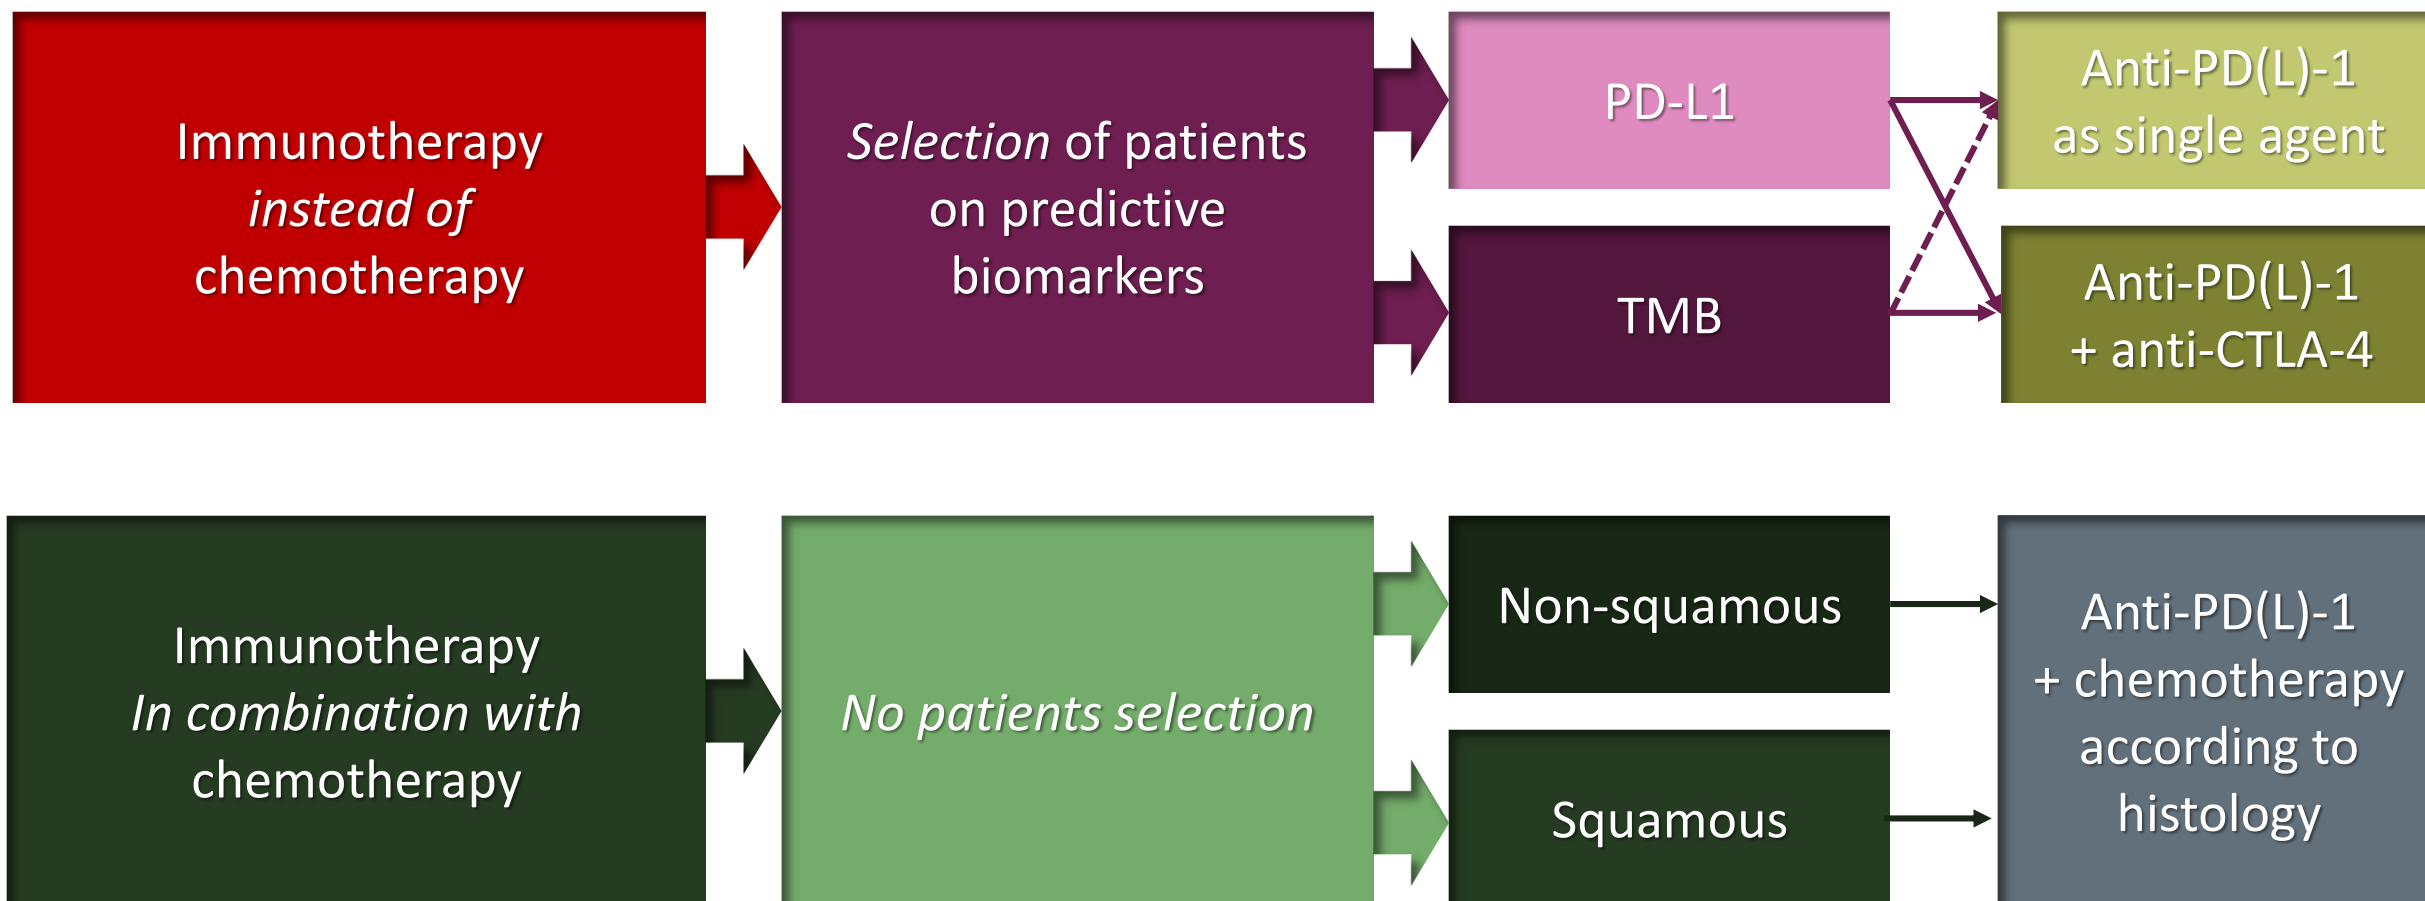 Immunotherapy
instead of
chemotherapy
Selection of patients
on predictive
biomarkers
PD-L1
TMB
Anti-PD(L)-1
as single agent
Anti-PD(L)-1
+ anti-CTLA-4
Immunotherapy
In combination with
chemotherapy
No patients selection
Non-squamous
Squamous
Anti-PD(L)-1
+ chemotherapy
according to
histology